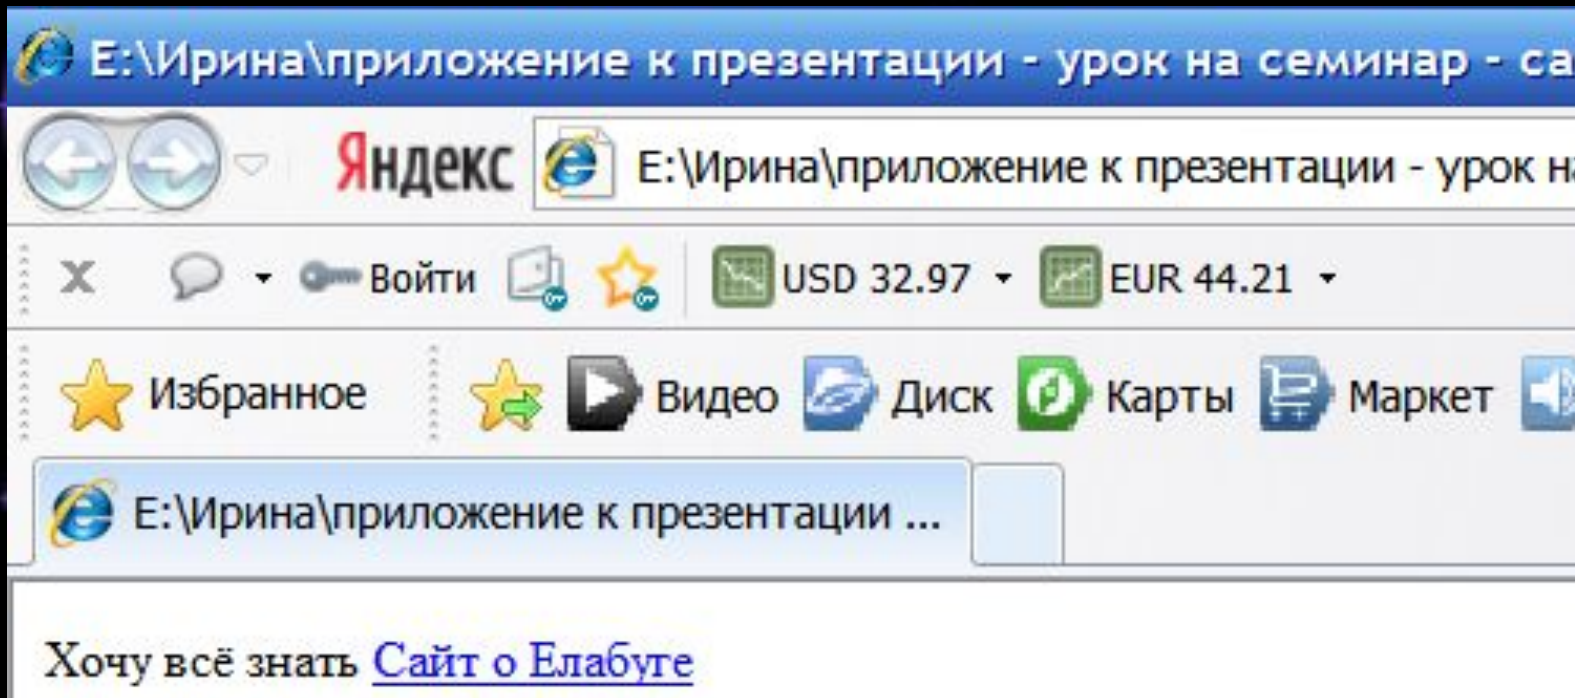 E:\Ирина\приложение к презентации - урок на семинар - са
Яндекс E:\Ирина\приложение к презентации - урок на
X Войти USD 32.97 EUR 44.21
Избранное Видео Диск Карты Маркет
E:\Ирина\приложение к презентации ...
Хочу всё знать Сайт о Елабуге